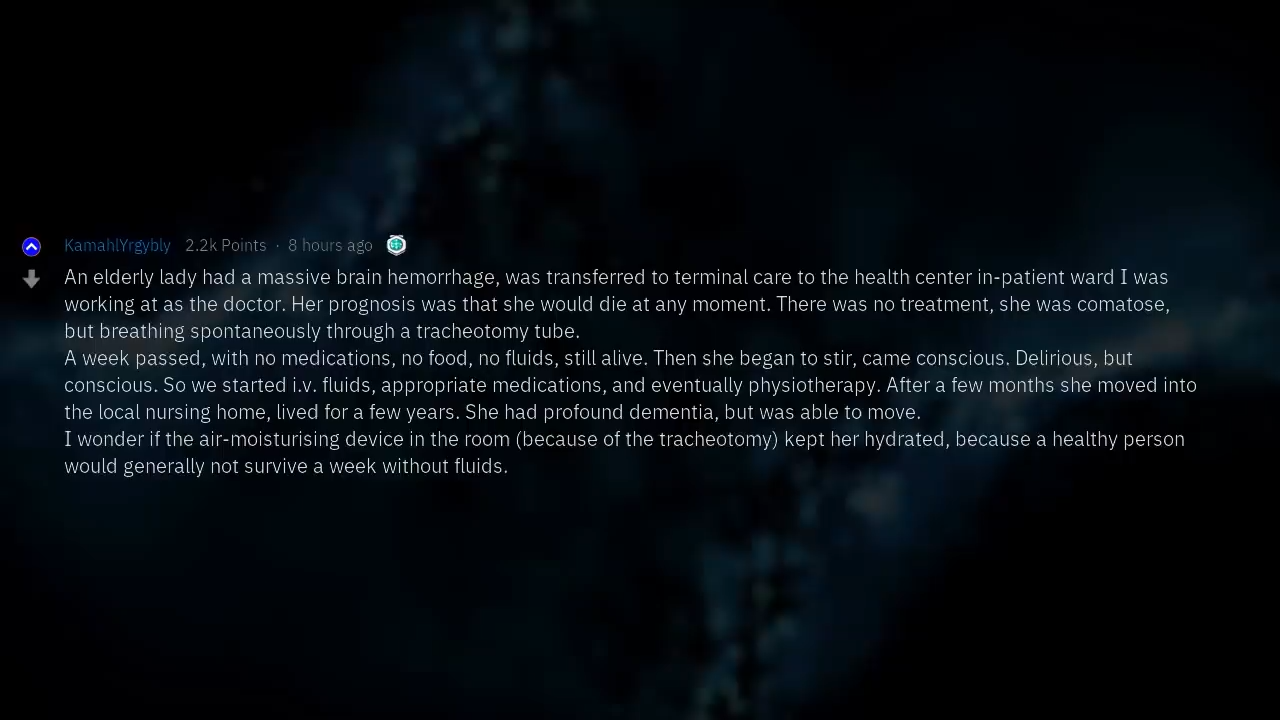 KamahlYrgybly 2.2k Points · 8 hours ago
An elderly lady had a massive brain hemorrhage, was transferred to terminal care to the health center in-patient ward I was
working at as the doctor. Her prognosis was that she would die at any moment. There was no treatment, she was comatose,
but breathing spontaneously through a tracheotomy tube.
A week passed, with no medications, no food, no fluids, still alive. Then she began to stir, came conscious. Delirious, but
conscious. So we started i.v. fluids, appropriate medications, and eventually physiotherapy. After a few months she moved into
the local nursing home, lived for a few years. She had profound dementia, but was able to move.
I wonder if the air-moisturising device in the room (because of the tracheotomy) kept her hydrated, because a healthy person
would generally not survive a week without fluids.